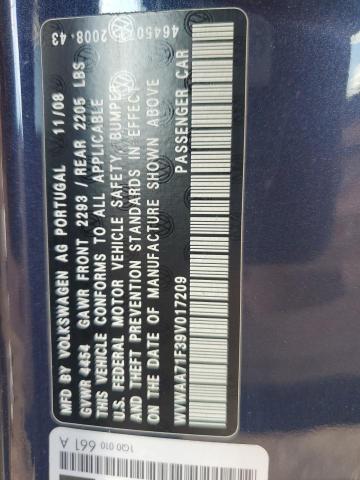 46450 2008.43
MFD BY VOLKSWAGEN AG PORTUGAL 11/08
GVWR 4354 GAWR FRONT 2293 / REAR 2205 LBS
THIS VEHICLE CONFORMS TO ALL APPLICABLE
U.S. FEDERAL MOTOR VEHICLE SAFETY, BUMPER,
AND THEFT PREVENTION STANDARDS IN EFFECT
ON THE DATE OF MANUFACTURE SHOWN ABOVE
WVWAA71F39V017209 PASSENGER CAR
1Q0 010 661 A